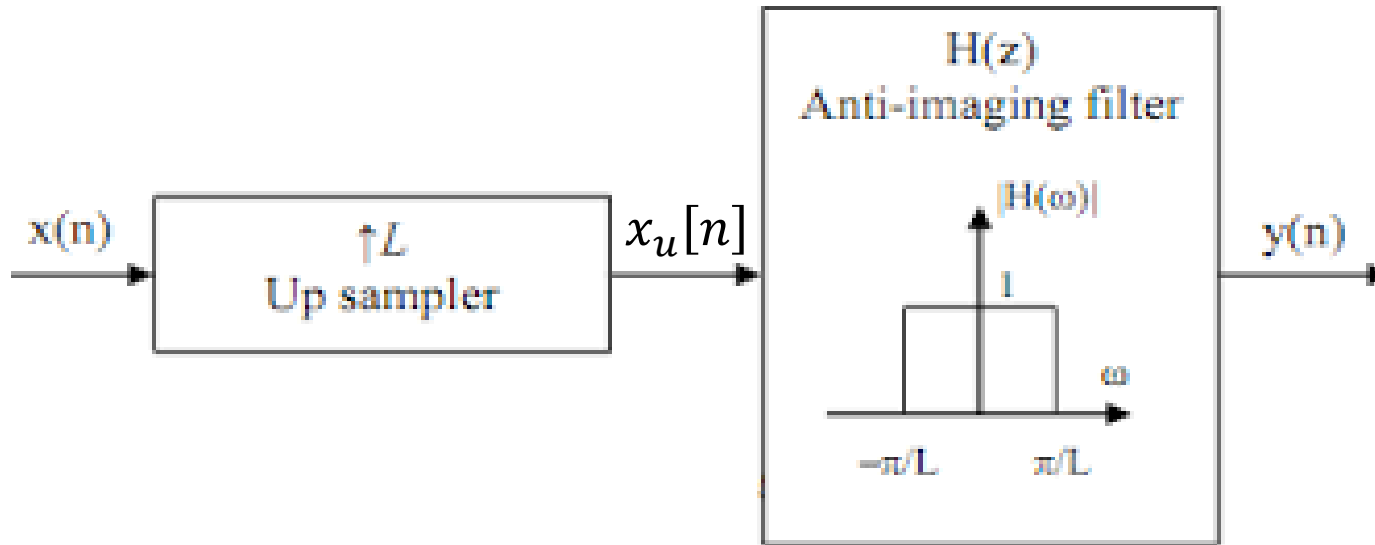 H(z)
Anti-imaging filter
|H(ω)|
x(n)
↑L
Up sampler
x_u[n]
y(n)
1
ω
−π/L
π/L